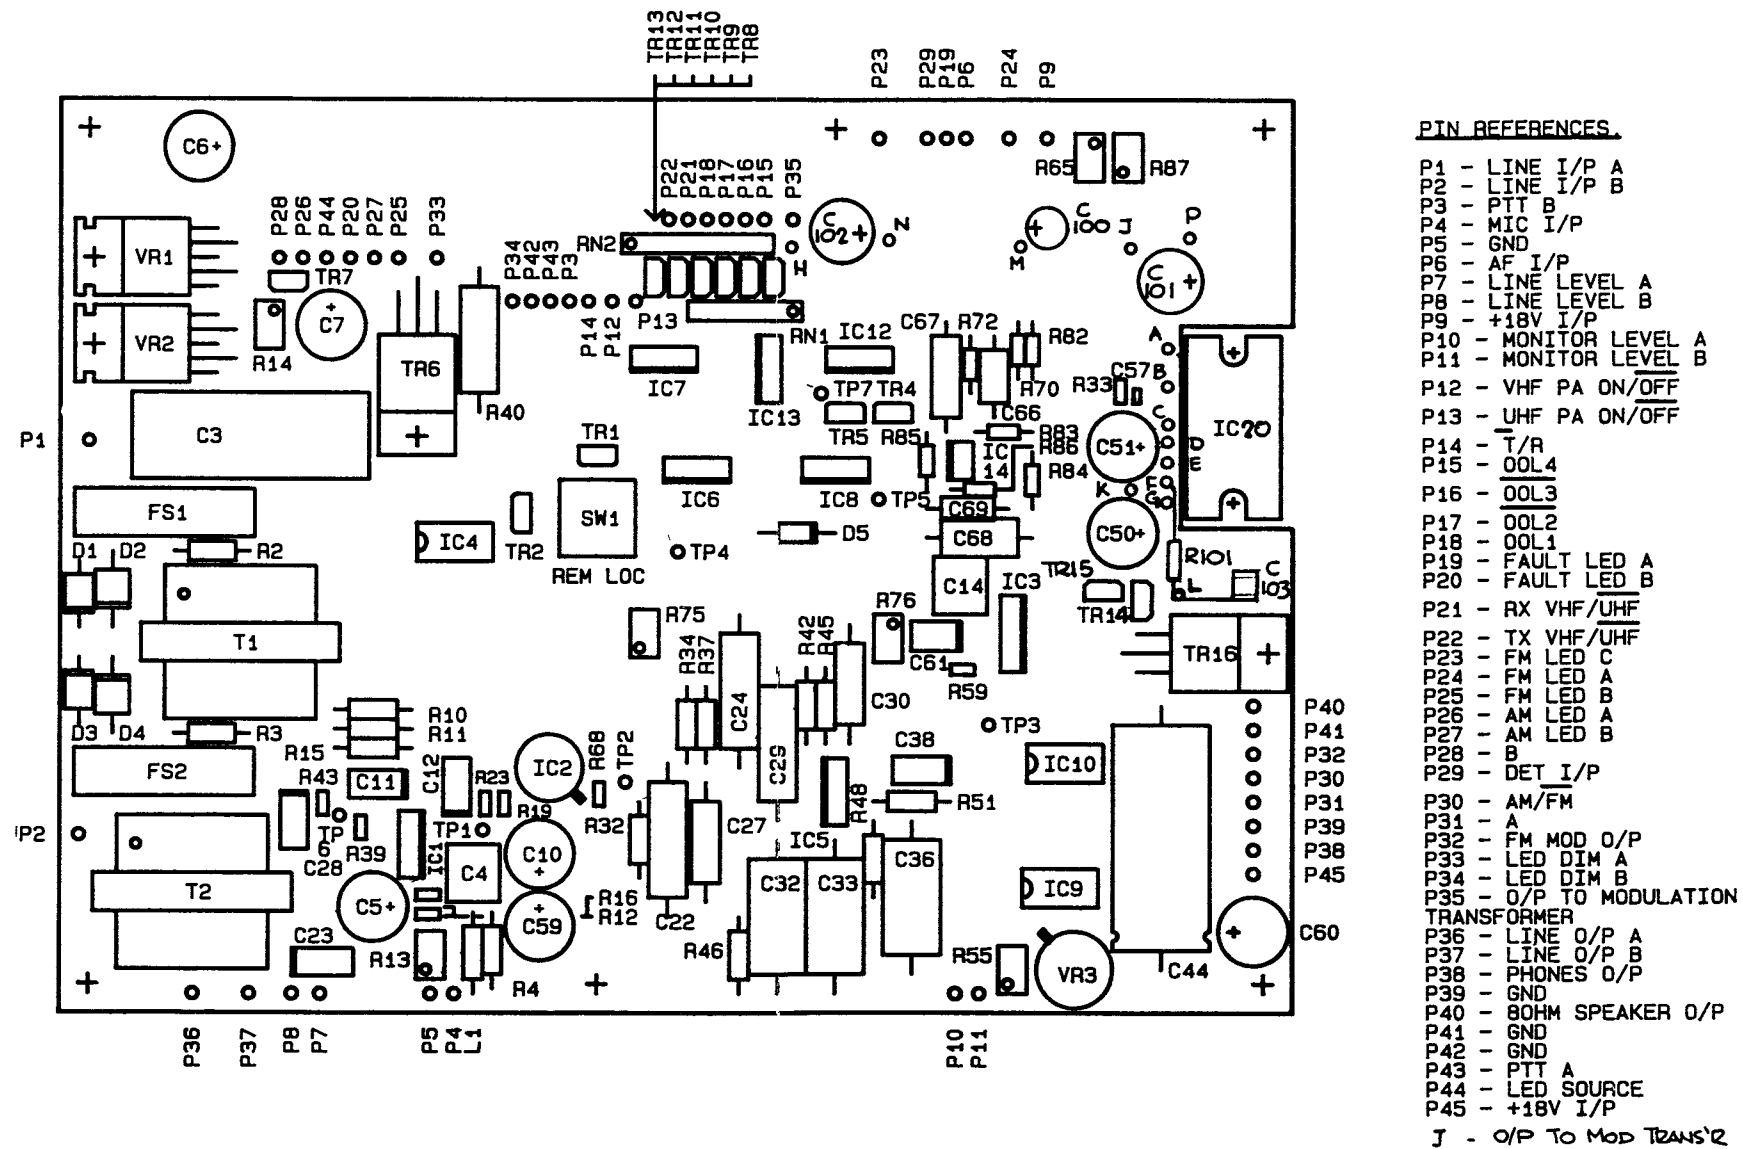 TR13
TR12
TR11
TR10
TR9
TR8
P23
P29
P19
P6
P24
P9
C6+
R65
R87
P28
P26
P44
P20
P27
P25
P33
P22
P21
P18
P17
P16
P15
P35
C
102+
N
C
100
J
P
M
C
101
VR1
VR2
TR7
C7
R14
P34
P42
P43
P3
P14
P12
P13
RN2
H
RN1
TR6
R40
IC7
IC12
IC13
C67
R72
R82
R70
C66
A
B
C
D
E
F
G
K
C57
R33
TP7
TR4
TR5
R85
R83
R86
R84
IC
14
C51+
IC20
P1
C3
TR1
IC6
IC8
TP5
C69
C68
C50+
FS1
SW1
REM LOC
TR2
IC4
TP4
D5
D1
D2
R2
C14
IC3
TR15
TR14
R101
L
C
103
T1
R75
R76
R34
R37
R42
R45
C61
R59
TR16
C24
C29
C30
TP3
D3
D4
R3
R10
R11
R15
FS2
R43
C11
C12
R23
IC2
R68
TP2
C38
R51
IC10
P40
P41
P32
P30
P31
P39
P38
P45
P2
TP
6
R39
C28
IC1
TP1
R19
R32
C27
IC5
R48
C36
T2
C4
C10
C5+
C59
R16
R12
C22
C32
C33
IC9
C60
C23
R13
R4
R46
R55
VR3
C44
P36
P37
P8
P7
P5
P4
L1
P10
P11
PIN REFERENCES.
P1 - LINE I/P A
P2 - LINE I/P B
P3 - PTT B
P4 - MIC I/P
P5 - GND
P6 - AF I/P
P7 - LINE LEVEL A
P8 - LINE LEVEL B
P9 - +18V I/P
P10 - MONITOR LEVEL A
P11 - MONITOR LEVEL B
P12 - VHF PA ON/OFF
P13 - UHF PA ON/OFF
P14 - T/R
P15 - OOL4
P16 - OOL3
P17 - OOL2
P18 - OOL1
P19 - FAULT LED A
P20 - FAULT LED B
P21 - RX VHF/UHF
P22 - TX VHF/UHF
P23 - FM LED C
P24 - FM LED A
P25 - FM LED B
P26 - AM LED A
P27 - AM LED B
P28 - B
P29 - DET I/P
P30 - AM/FM
P31 - A
P32 - FM MOD O/P
P33 - LED DIM A
P34 - LED DIM B
P35 - O/P TO MODULATION
TRANSFORMER
P36 - LINE O/P A
P37 - LINE O/P B
P38 - PHONES O/P
P39 - GND
P40 - 8OHM SPEAKER O/P
P41 - GND
P42 - GND
P43 - PTT A
P44 - LED SOURCE
P45 - +18V I/P
J - O/P TO MOD TRANS'R